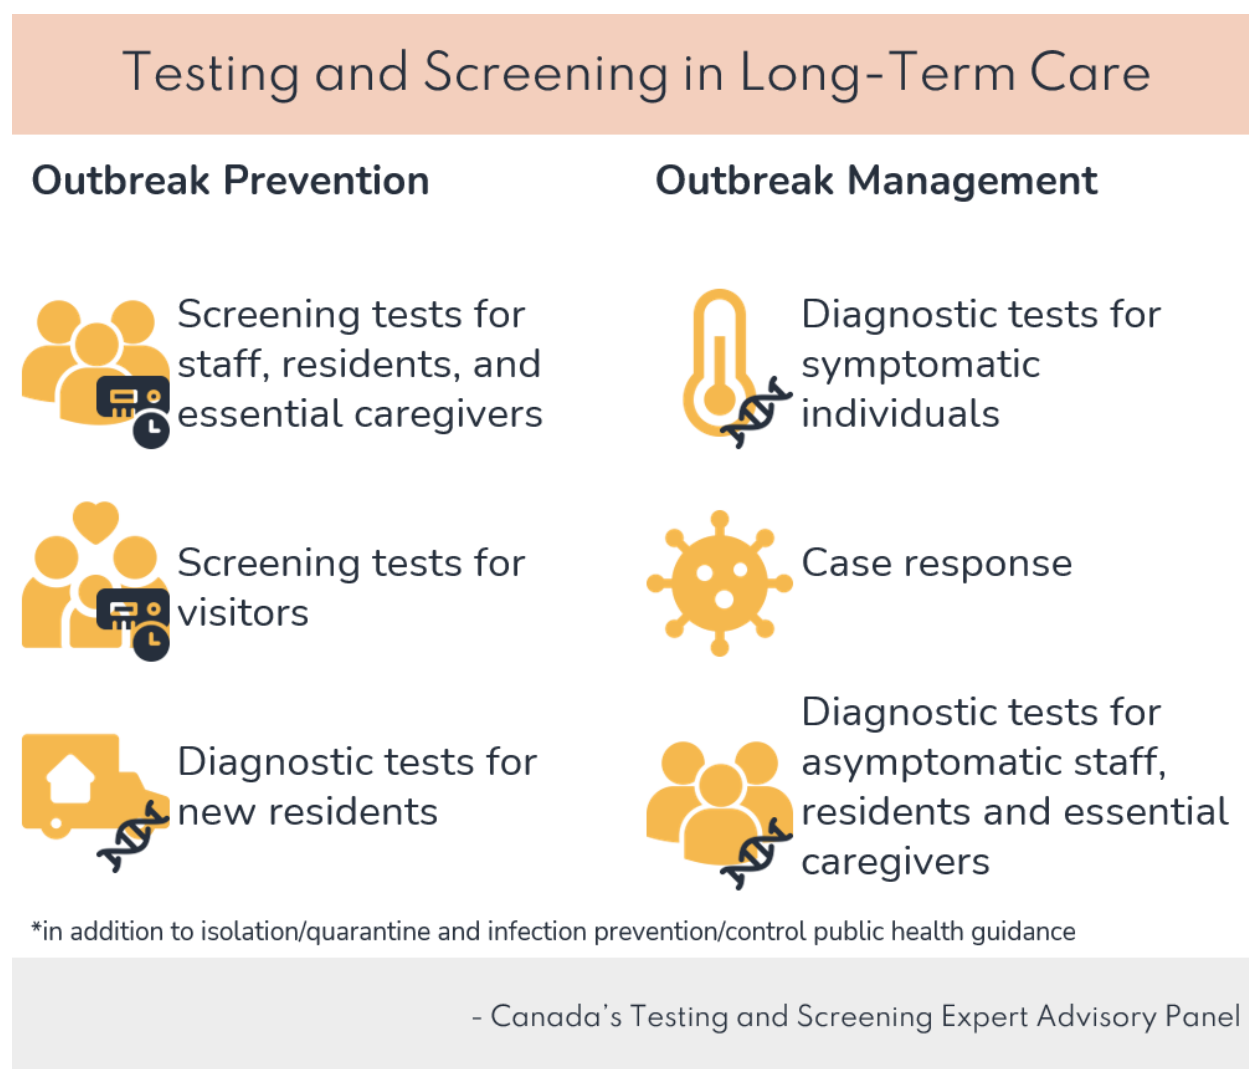 Testing and Screening in Long-Term Care
Outbreak Prevention
Screening tests for
staff, residents, and
essential caregivers
Screening tests for
visitors
Diagnostic tests for
new residents
Outbreak Management
Diagnostic tests for
symptomatic
individuals
Case response
Diagnostic tests for
asymptomatic staff,
residents and essential
caregivers
*in addition to isolation/quarantine and infection prevention/control public health guidance
- Canada's Testing and Screening Expert Advisory Panel